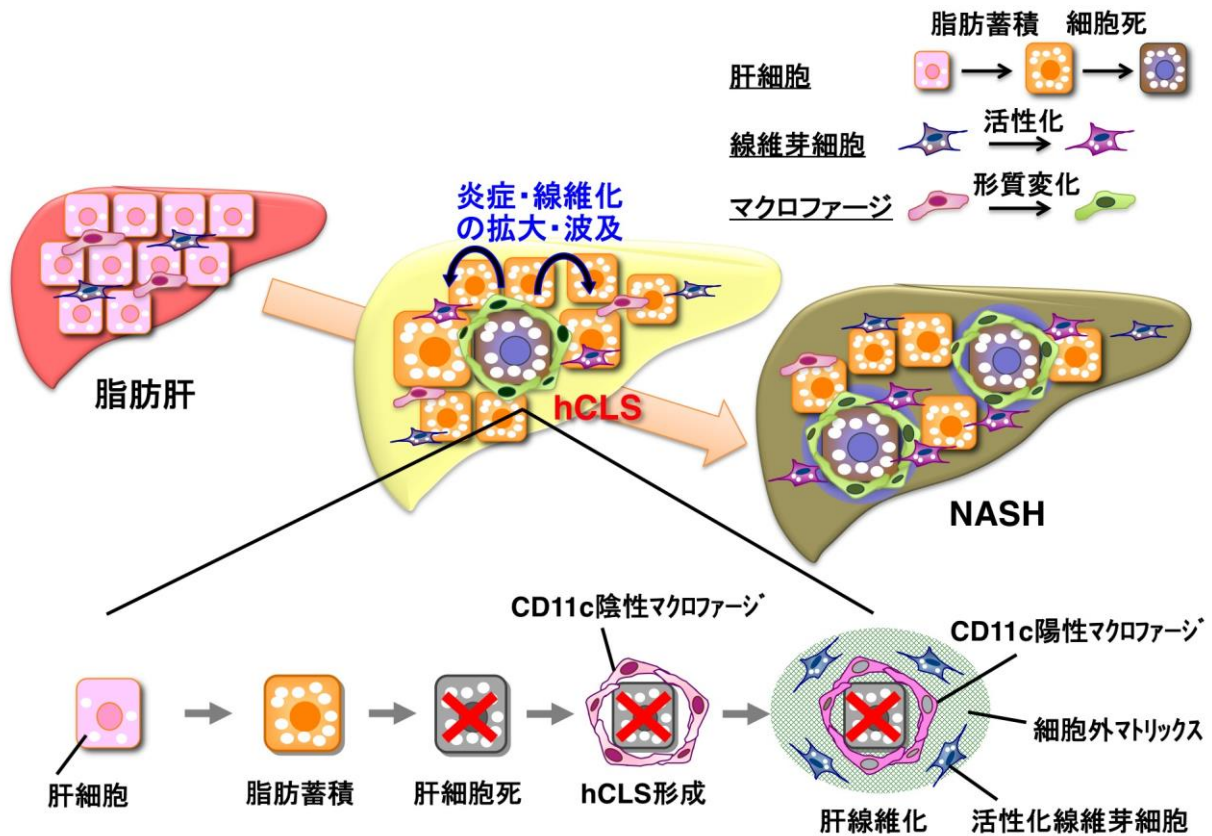 脂肪蓄積 細胞死
肝細胞
活性化
線維芽細胞
形質変化
マクロファージ
炎症・線維化
の拡大・波及
脂肪肝
hCLS
NASH
CD11c陰性マクロファージ
CD11c陽性マクロファージ
細胞外マトリックス
肝細胞
脂肪蓄積
肝細胞死
hCLS形成
肝線維化
活性化線維芽細胞